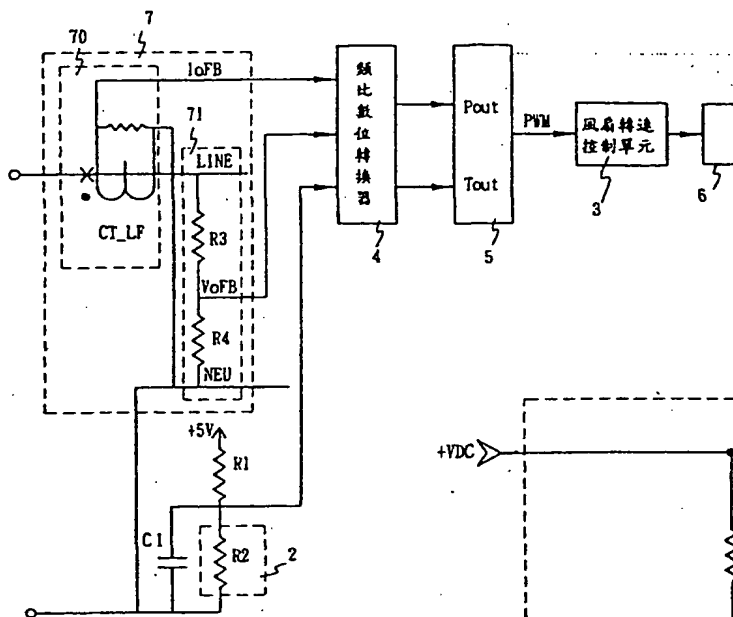 70
7
IoFB
71
LINE
CT_LF
R3
VoFB
R4
NEU
+5V
R1
C1
R2
2
類比數位轉換器
4
Pout
Tout
5
PWM
風扇轉速
控制單元
3
6
+VDC